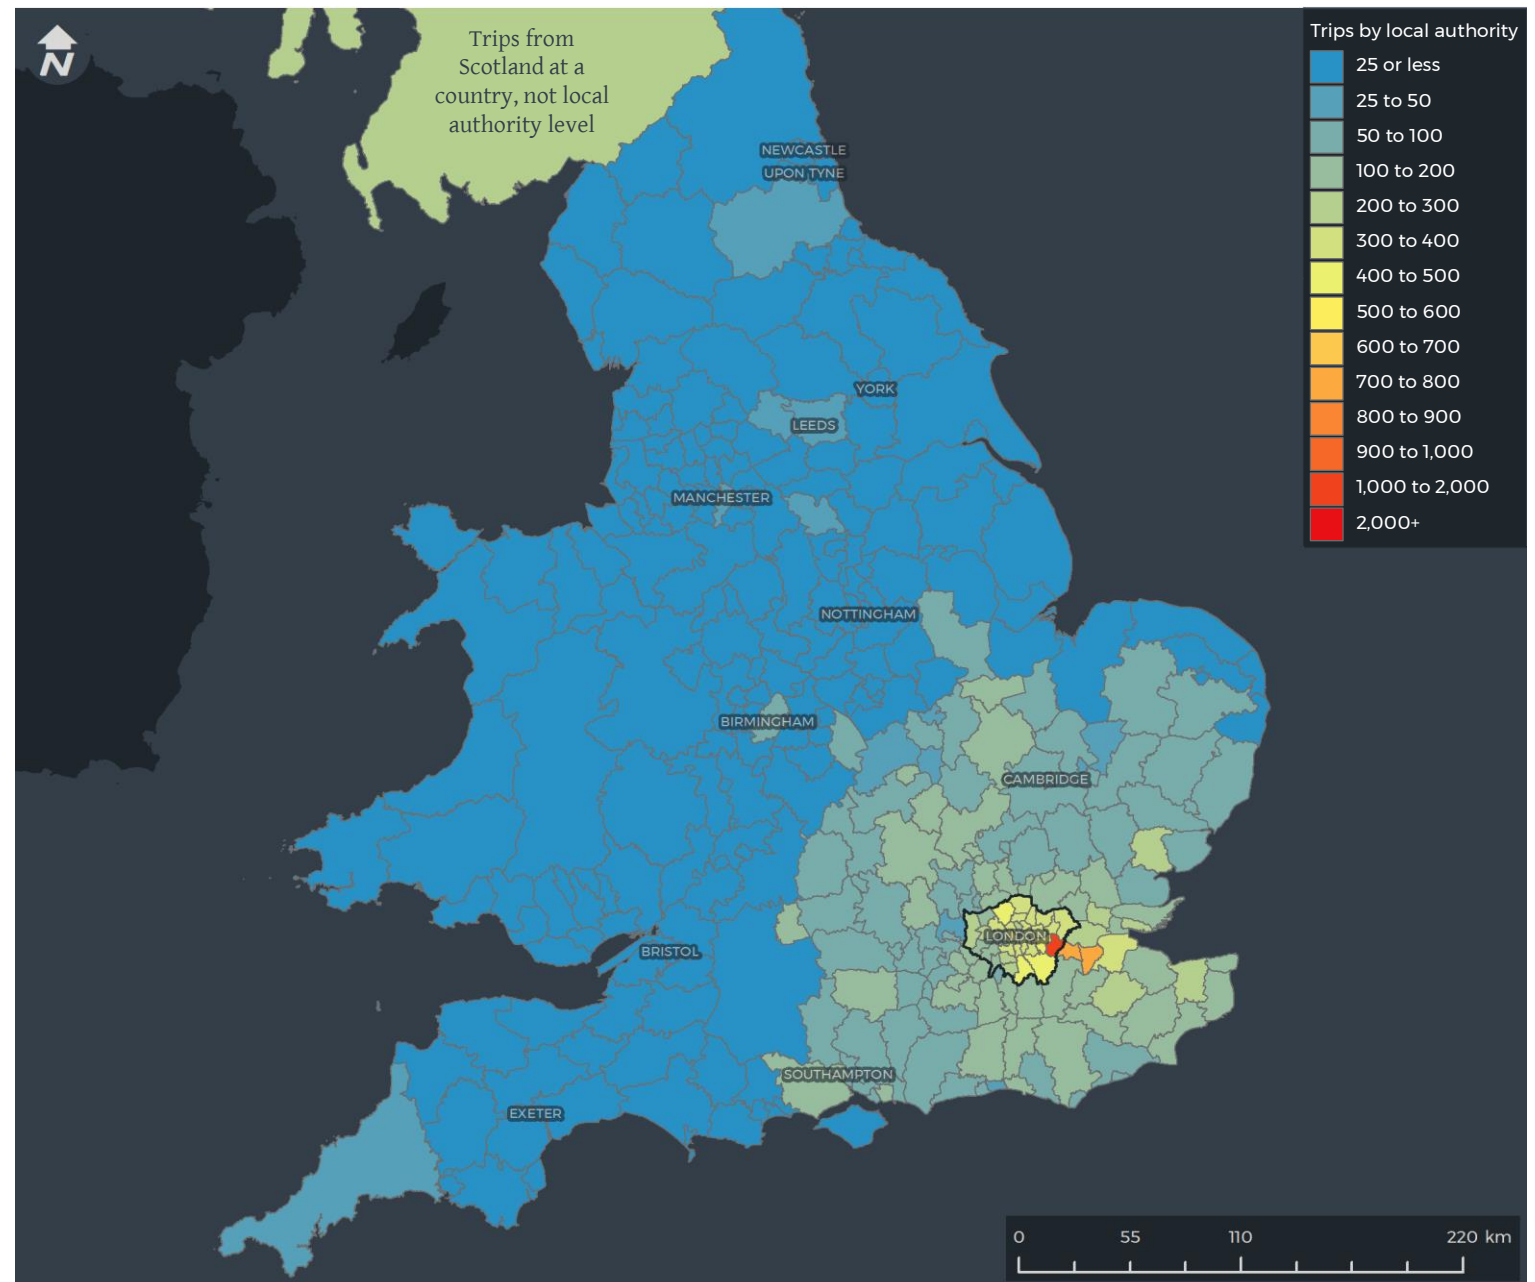 N
Trips from
Scotland at a
country, not local
authority level
Trips by local authority
25 or less
25 to 50
50 to 100
100 to 200
200 to 300
300 to 400
400 to 500
500 to 600
600 to 700
700 to 800
800 to 900
900 to 1,000
1,000 to 2,000
2,000+
NEWCASTLE
UPON TYNE
YORK
LEEDS
MANCHESTER
NOTTINGHAM
BIRMINGHAM
CAMBRIDGE
LONDON
BRISTOL
SOUTHAMPTON
EXETER
0 55 110 220 km